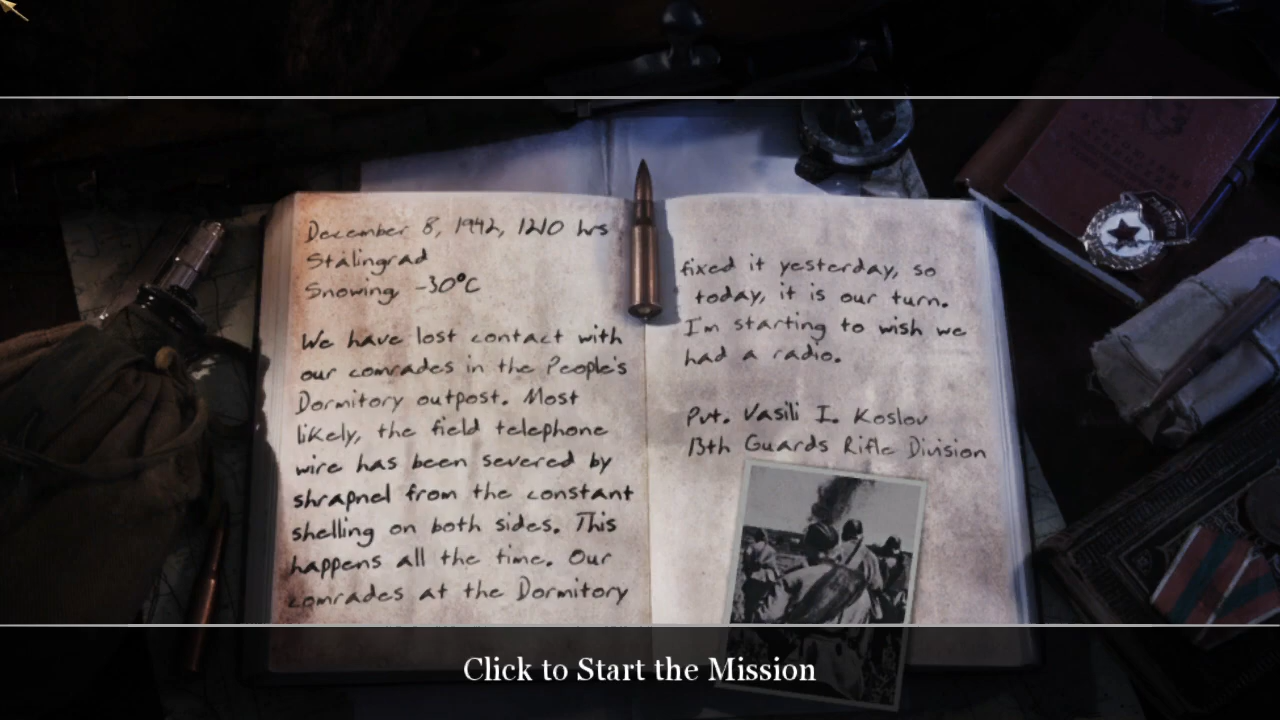 December 8, 1942, 1210 hrs
Stalingrad
Snowing -30°C
We have lost contact with
our comrades in the People's
Dormitory outpost. Most
likely, the field telephone
wire has been severed by
shrapnel from the constant
shelling on both sides. This
happens all the time. Our
comrades at the Dormitory
fixed it yesterday, so
today, it is our turn.
I'm starting to wish we
had a radio.
Pvt. Vasili I. Koslov
13th Guards Rifle Division
Click to Start the Mission